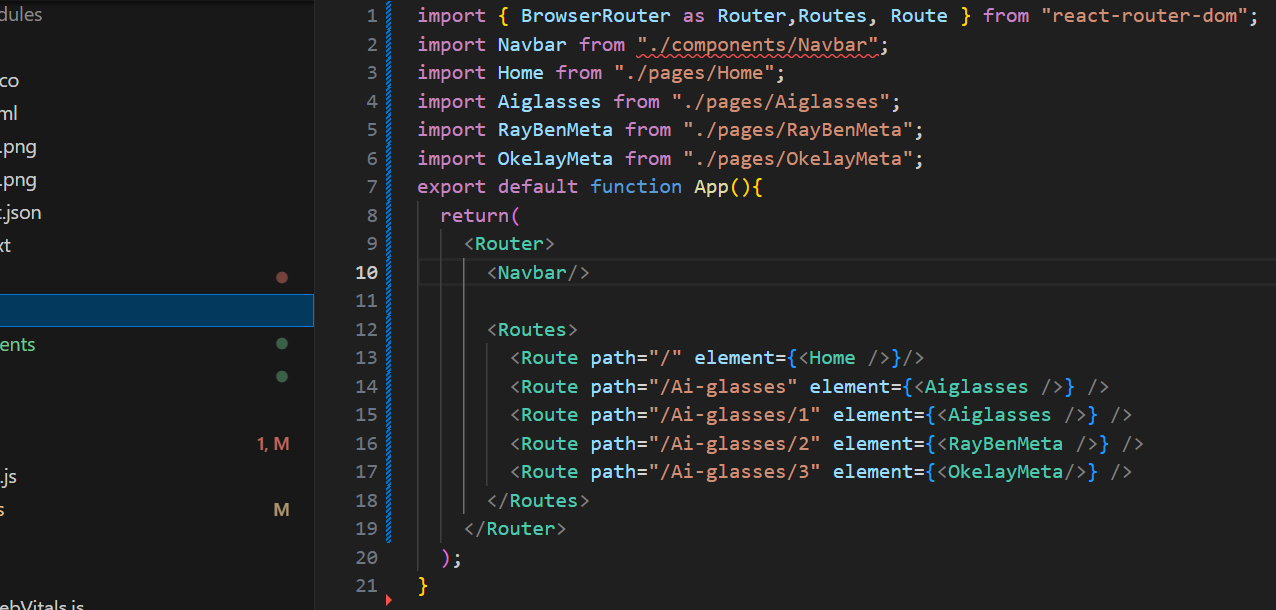 dules
co
ml
.png
.png
t.json
xt
ents
1, M
.js
s
M
ebVitals.js
1 import { BrowserRouter as Router,Routes, Route } from "react-router-dom";
2 import Navbar from "./components/Navbar";
3 import Home from "./pages/Home";
4 import Aiglasses from "./pages/Aiglasses";
5 import RayBenMeta from "./pages/RayBenMeta";
6 import OkelayMeta from "./pages/OkelayMeta";
7 export default function App(){
8 return(
9 <Router>
10 <Navbar/>
11
12 <Routes>
13 <Route path="/" element={<Home />}/>
14 <Route path="/Ai-glasses" element={<Aiglasses />} />
15 <Route path="/Ai-glasses/1" element={<Aiglasses />} />
16 <Route path="/Ai-glasses/2" element={<RayBenMeta />} />
17 <Route path="/Ai-glasses/3" element={<OkelayMeta/>} />
18 </Routes>
19 </Router>
20 );
21 }